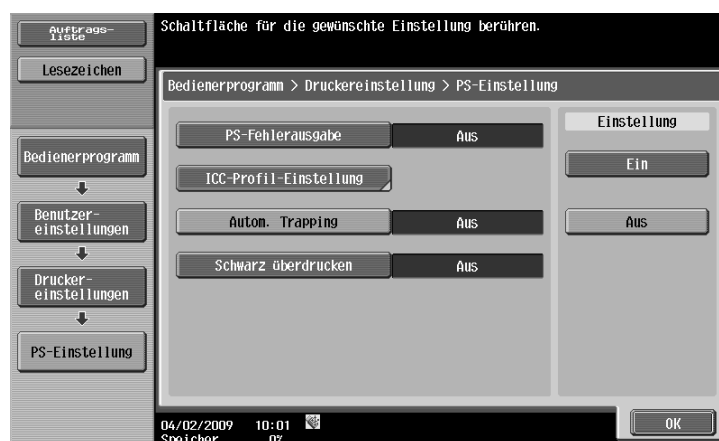 Auftrags-
liste
Schaltfläche für die gewünschte Einstellung berühren.
Lesezeichen
Bedienerprogramm > Druckereinstellung > PS-Einstellung
PS-Fehlerausgabe Aus
ICC-Profil-Einstellung
Autom. Trapping Aus
Schwarz überdrucken Aus
Einstellung
Ein
Aus
Bedienerprogramm
Benutzer-
einstellungen
Drucker-
einstellungen
PS-Einstellung
04/02/2009 10:01
Speicher 0%
OK